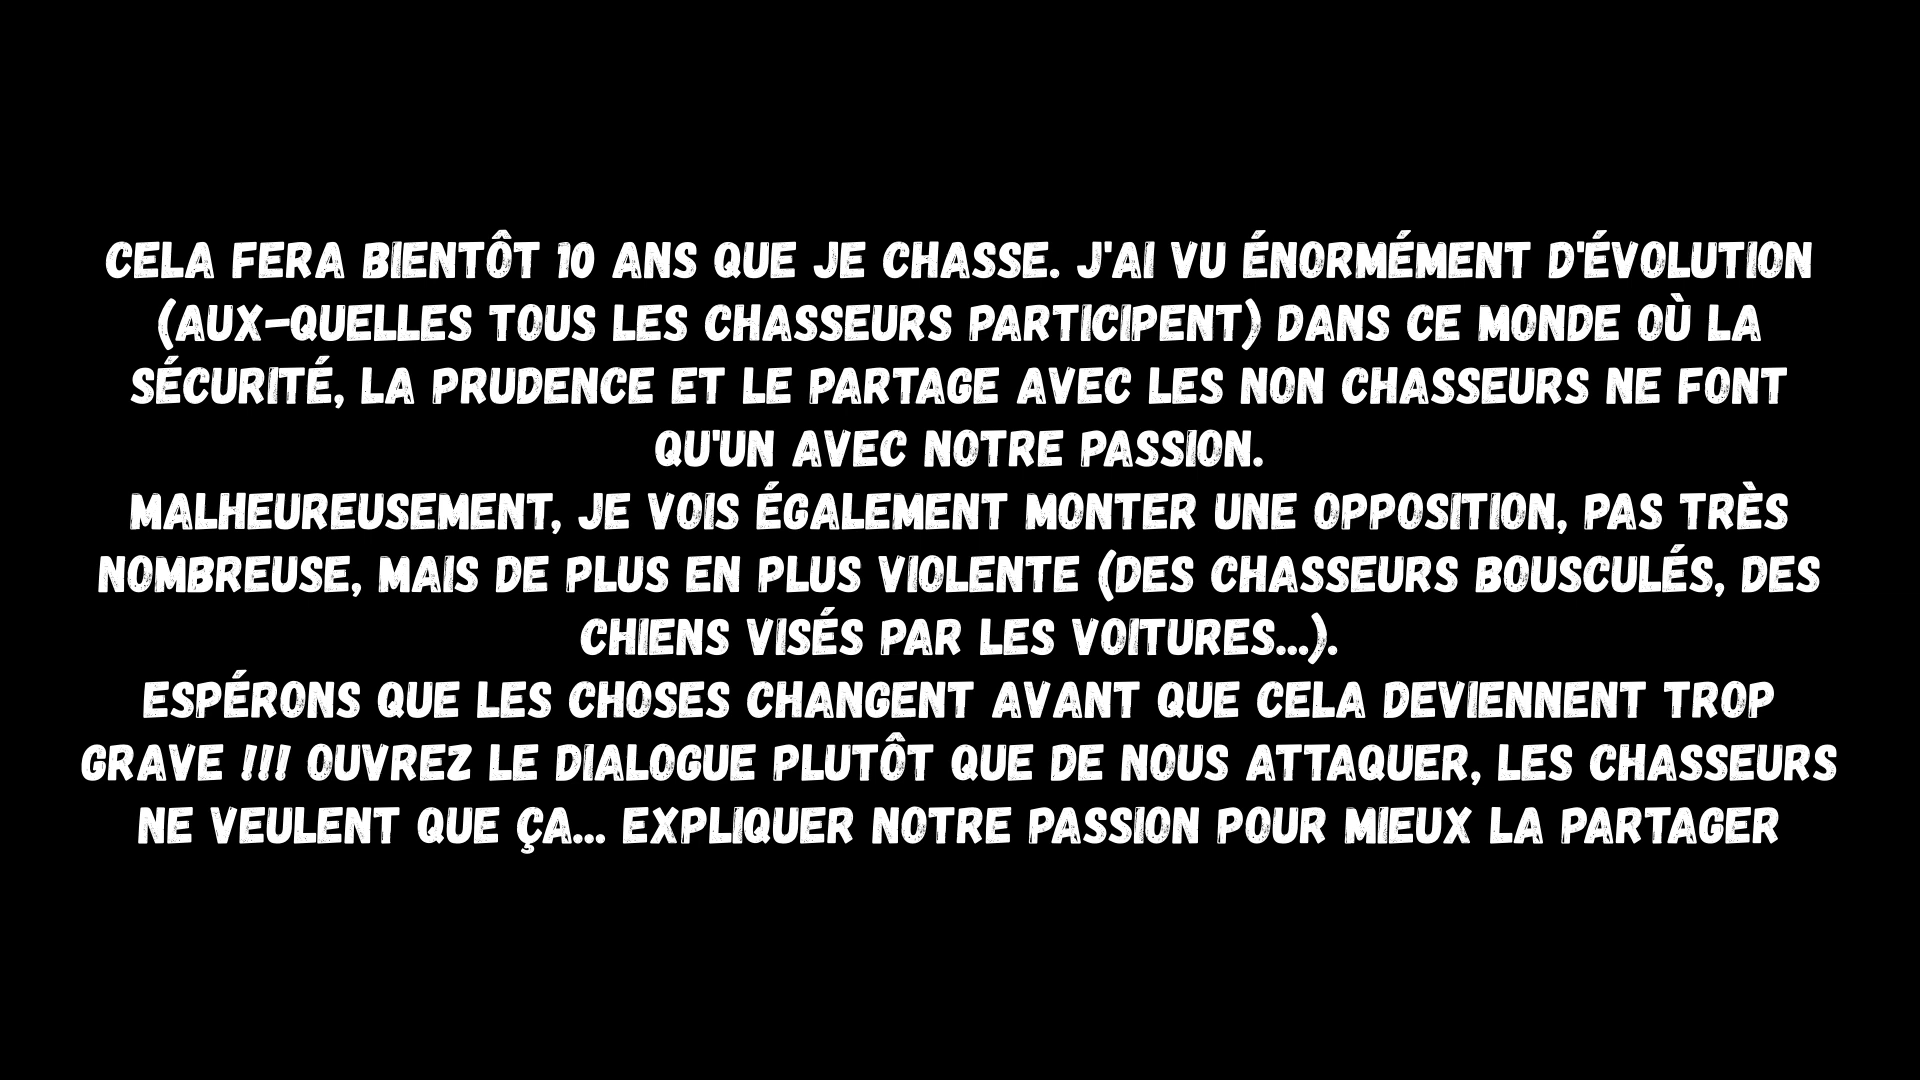 CELA FERA BIENTÔT 10 ANS QUE JE CHASSE. J'AI VU ÉNORMÉMENT D'ÉVOLUTION
(AUX-QUELLES TOUS LES CHASSEURS PARTICIPENT) DANS CE MONDE OÙ LA
SÉCURITÉ, LA PRUDENCE ET LE PARTAGE AVEC LES NON CHASSEURS NE FONT
QU'UN AVEC NOTRE PASSION.
MALHEUREUSEMENT, JE VOIS ÉGALEMENT MONTER UNE OPPOSITION, PAS TRÈS
NOMBREUSE, MAIS DE PLUS EN PLUS VIOLENTE (DES CHASSEURS BOUSCULÉS, DES
CHIENS VISÉS PAR LES VOITURES...).
ESPÉRONS QUE LES CHOSES CHANGENT AVANT QUE CELA DEVIENNENT TROP
GRAVE !!! OUVREZ LE DIALOGUE PLUTÔT QUE DE NOUS ATTAQUER, LES CHASSEURS
NE VEULENT QUE ÇA... EXPLIQUER NOTRE PASSION POUR MIEUX LA PARTAGER